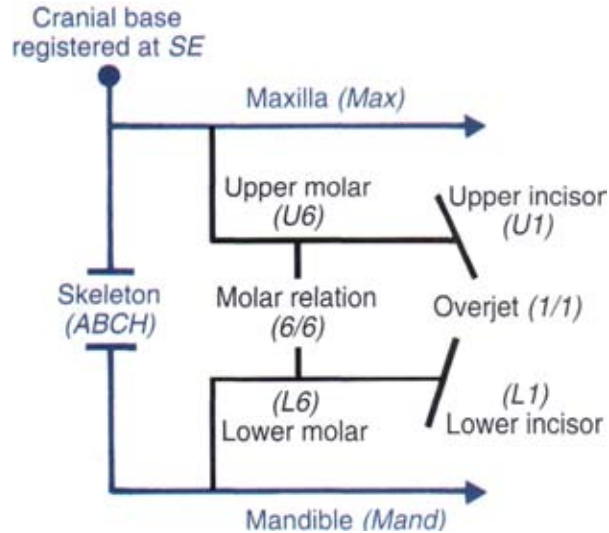 Cranial base
registered at SE
Maxilla (Max)
Upper molar
(U6)
Upper incisor
(U1)
Skeleton
(ABCH)
Molar relation
(6/6)
Overjet (1/1)
(L6)
Lower molar
(L1)
Lower incisor
Mandible (Mand)